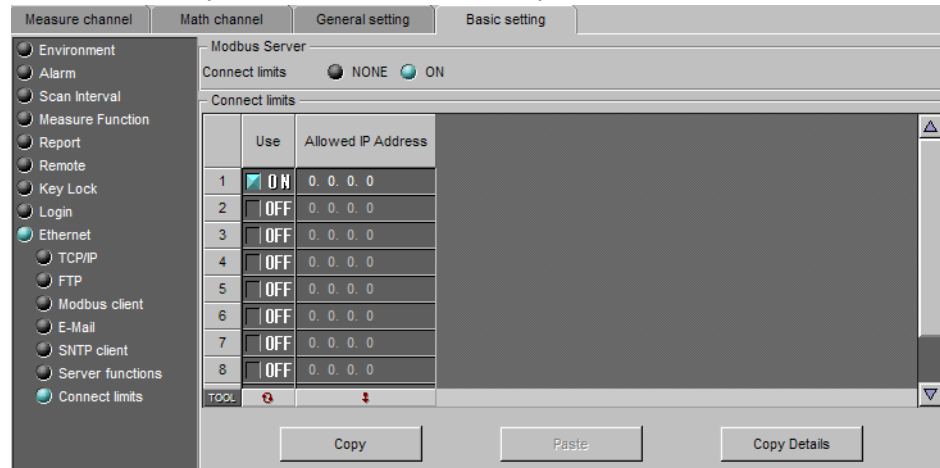 Measure channel
Math channel
General setting
Basic setting
Environment
Alarm
Scan Interval
Measure Function
Report
Remote
Key Lock
Login
Ethernet
TCP/IP
FTP
Modbus client
E-Mail
SNTP client
Server functions
Connect limits
Modbus Server
Connect limits NONE ON
Connect limits
Use Allowed IP Address
1 ON 0. 0. 0. 0
2 OFF 0. 0. 0. 0
3 OFF 0. 0. 0. 0
4 OFF 0. 0. 0. 0
5 OFF 0. 0. 0. 0
6 OFF 0. 0. 0. 0
7 OFF 0. 0. 0. 0
8 OFF 0. 0. 0. 0
TOOL
Copy
Paste
Copy Details